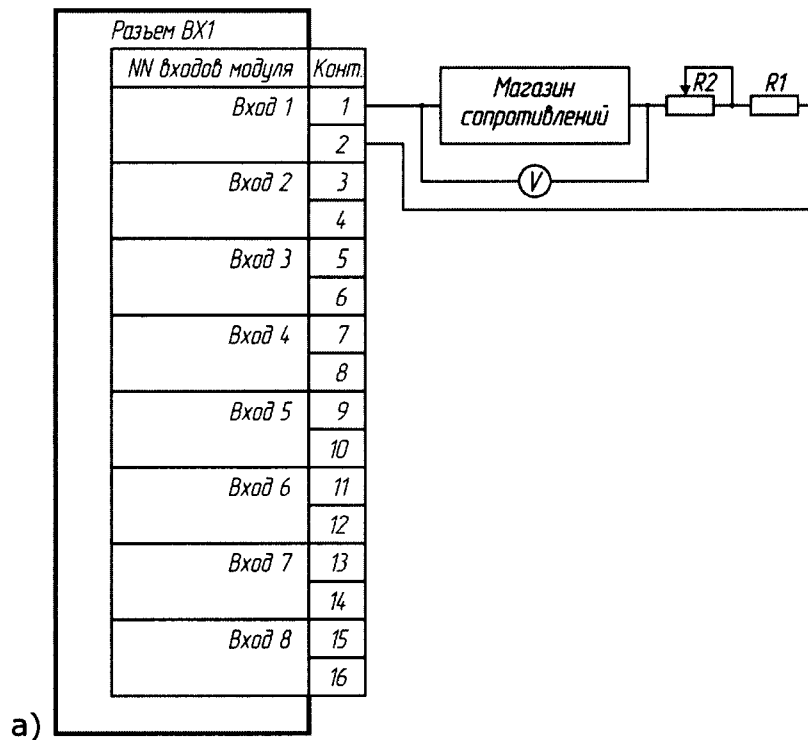 Разъем ВХ1
NN входов модуля Конт.
Вход 1 1
2
Вход 2 3
4
Вход 3 5
6
Вход 4 7
8
Вход 5 9
10
Вход 6 11
12
Вход 7 13
14
Вход 8 15
16
Магазин
сопротивлений
R2
R1
V
а)